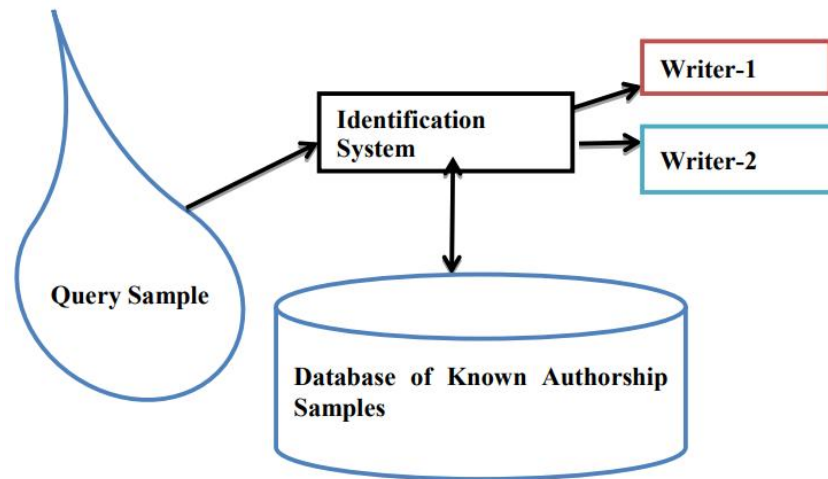 Writer-1
Identification
System
Writer-2
Query Sample
Database of Known Authorship
Samples